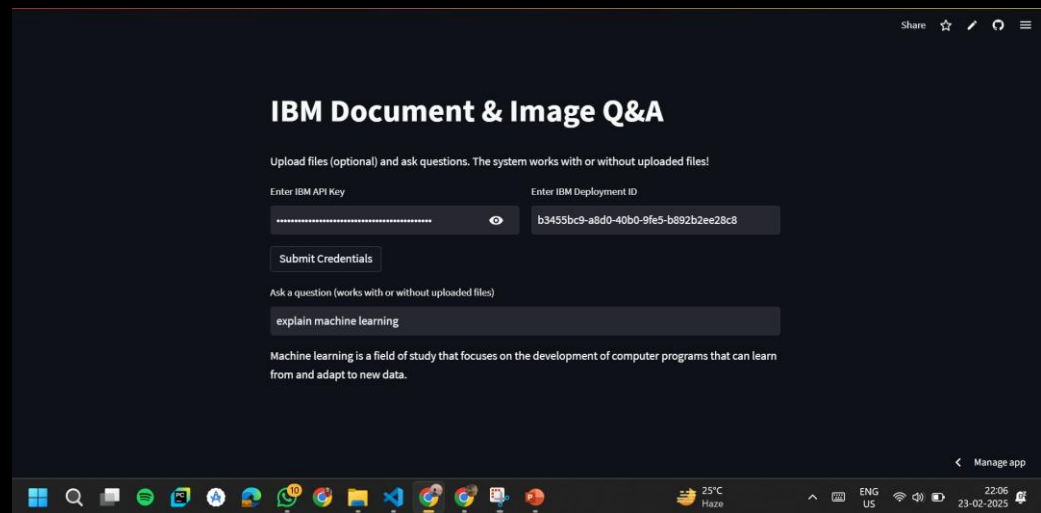 Share
IBM Document & Image Q&A
Upload files (optional) and ask questions. The system works with or without uploaded files!
Enter IBM API Key
Enter IBM Deployment ID
b3455bc9-a8d0-40b0-9fe5-b892b2ee28c8
Submit Credentials
Ask a question (works with or without uploaded files)
explain machine learning
Machine learning is a field of study that focuses on the development of computer programs that can learn
from and adapt to new data.
Manage app
10
25°C
Haze
ENG
US
22:06
23-02-2025